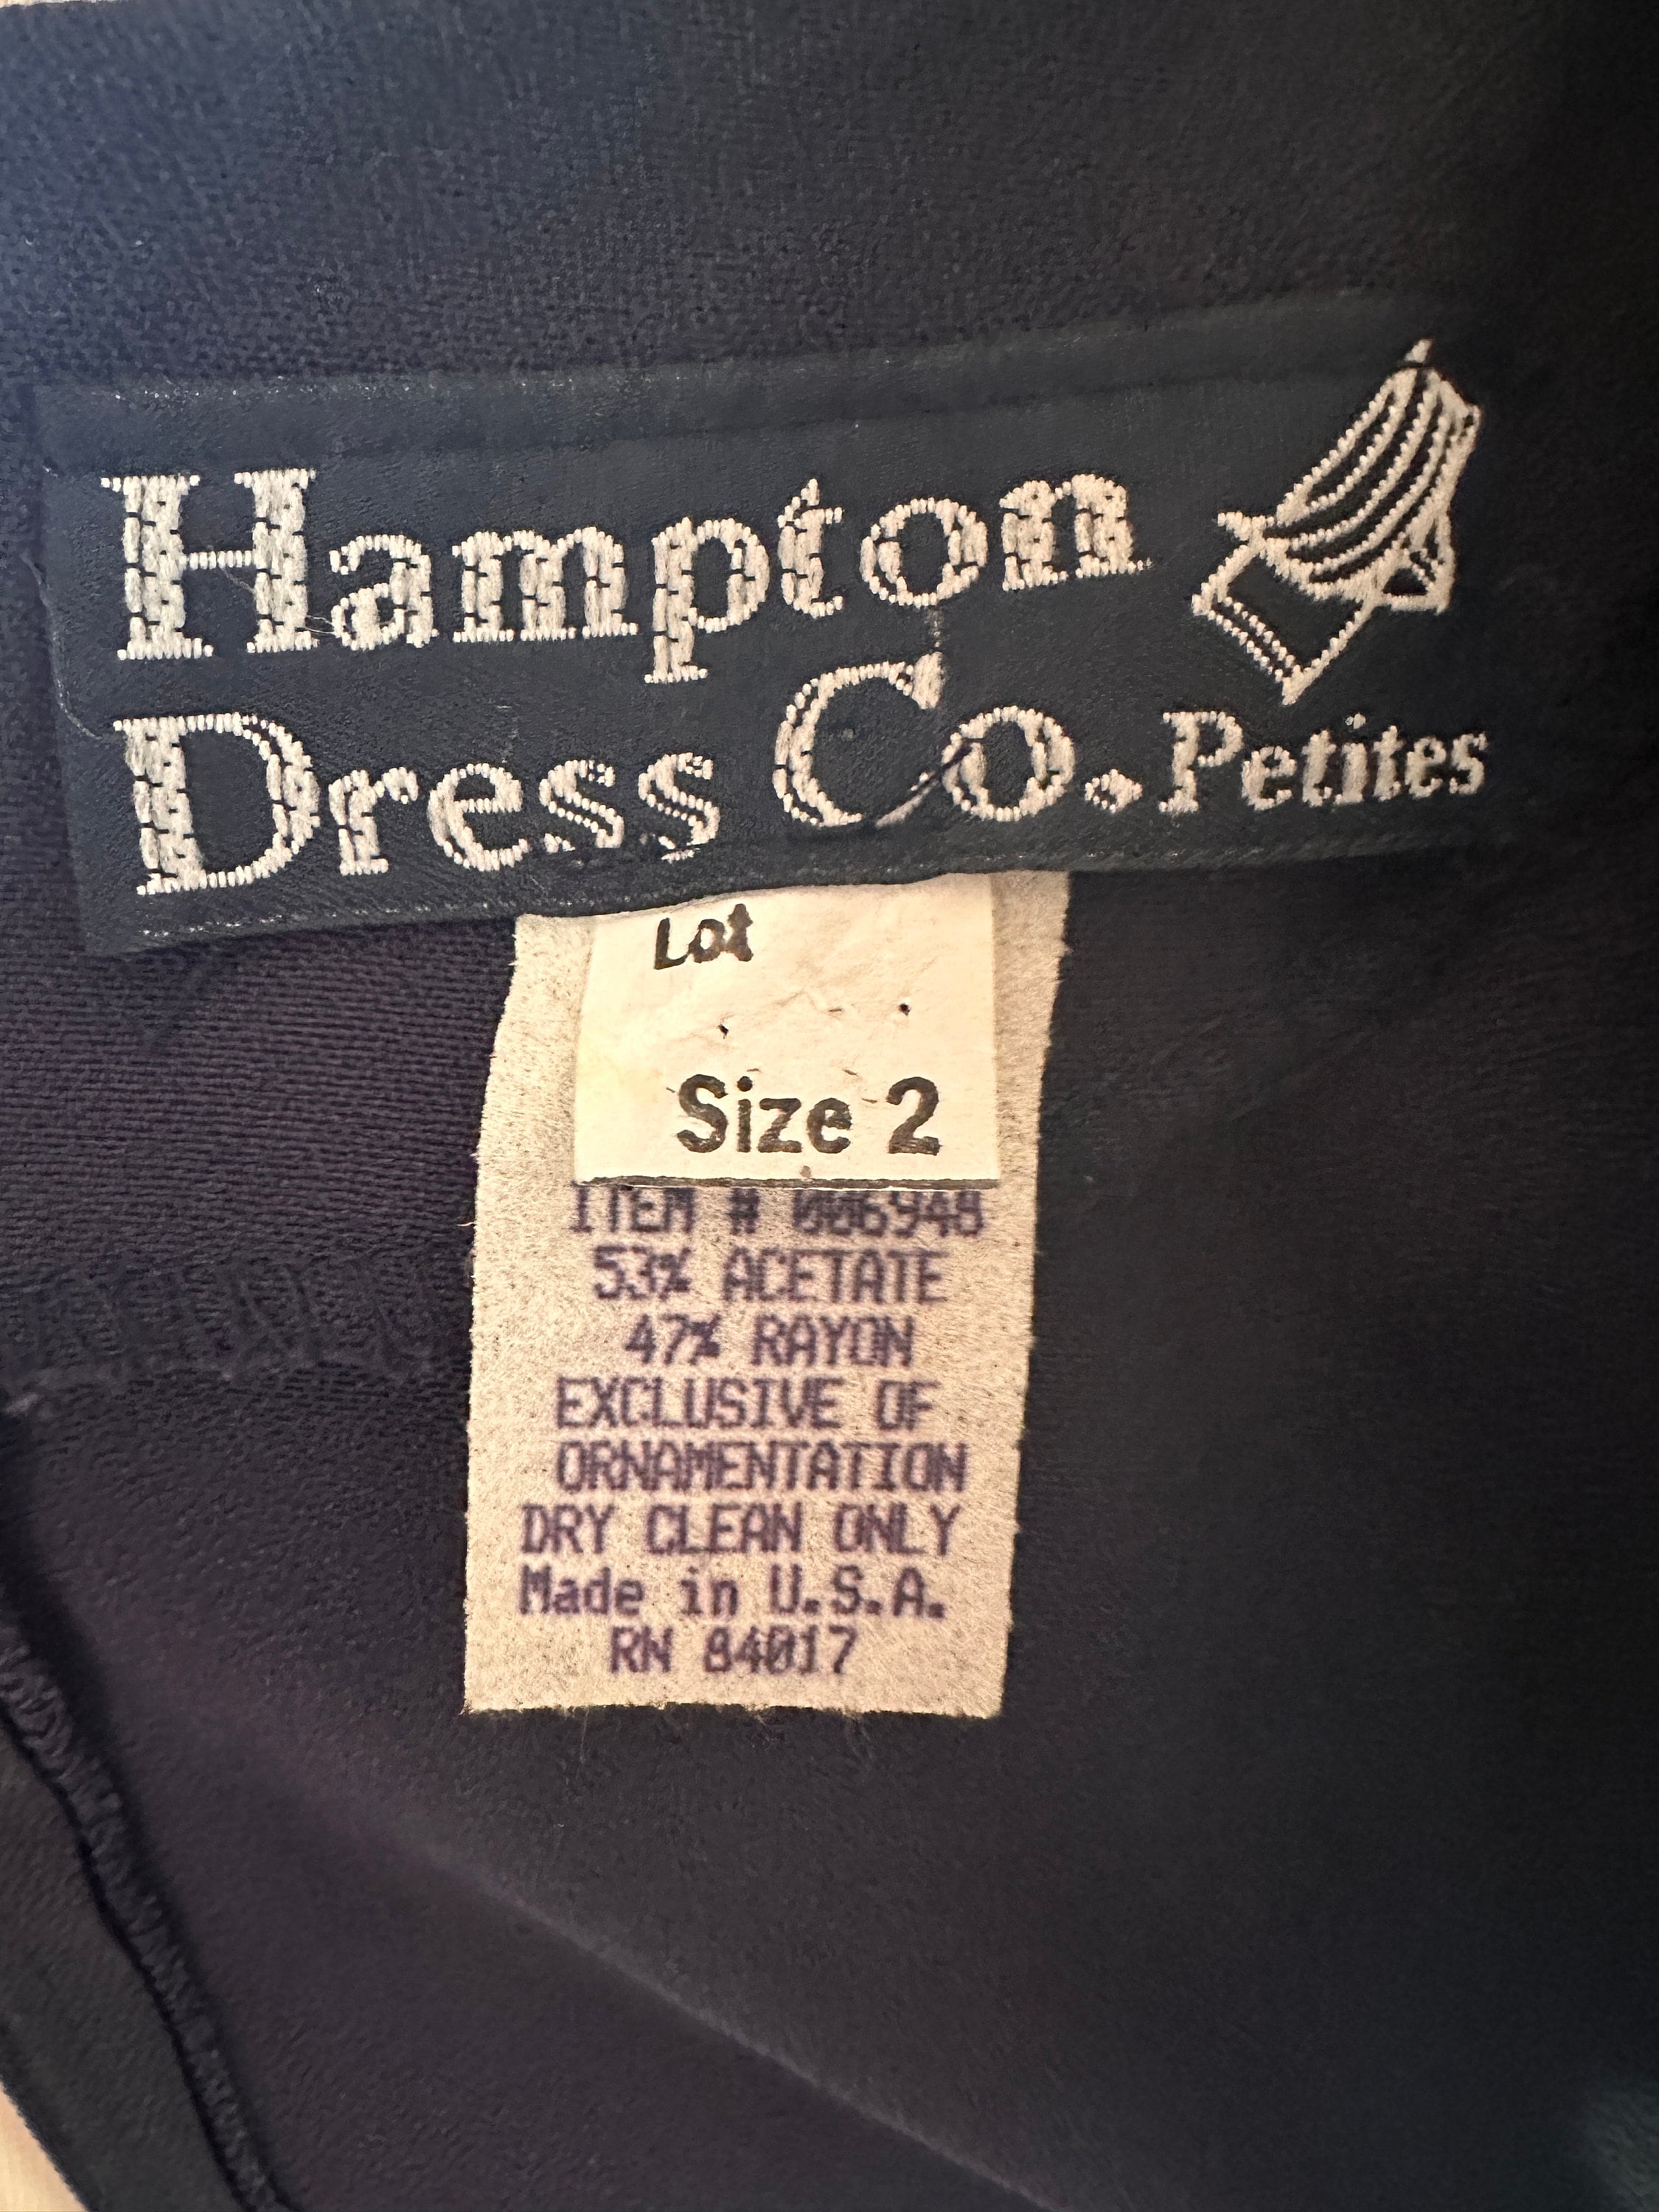 Hampton
Dress Co. Petites
Lot
Size 2
ITEM # 006948
53% ACETATE
47% RAYON
EXCLUSIVE OF
ORNAMENTATION
DRY CLEAN ONLY
Made in U.S.A.
RN 84017